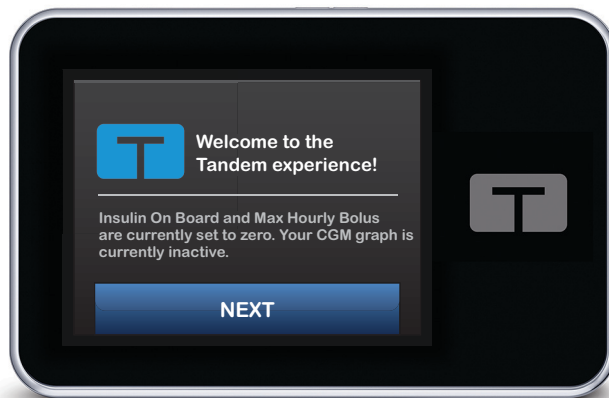 Welcome to the
Tandem experience!
Insulin On Board and Max Hourly Bolus
are currently set to zero. Your CGM graph is
currently inactive.
NEXT